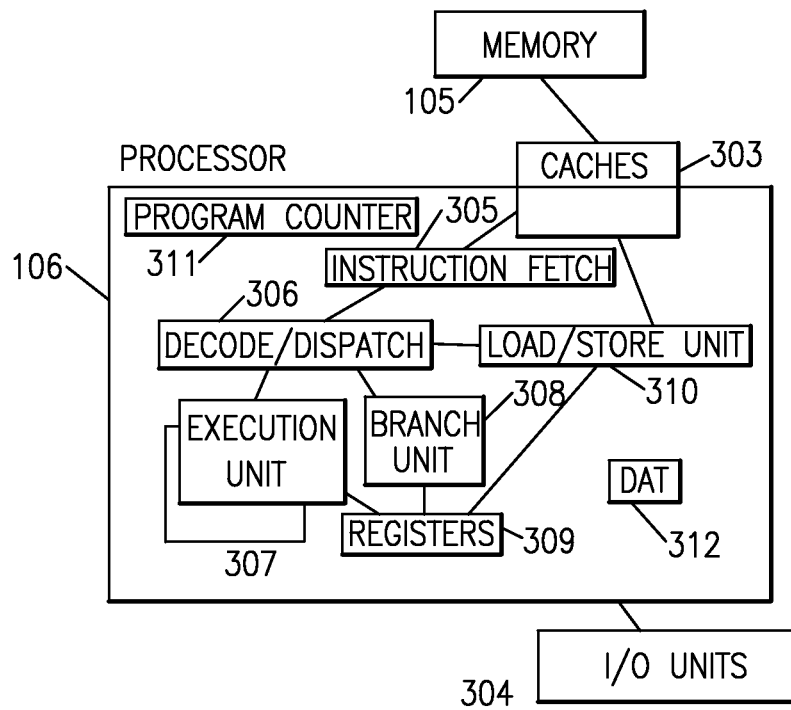 MEMORY
105
CACHES
303
PROCESSOR
PROGRAM COUNTER
311
305
INSTRUCTION FETCH
106
306
DECODE/DISPATCH
LOAD/STORE UNIT
310
EXECUTION
UNIT
307
BRANCH
UNIT
308
REGISTERS
309
DAT
312
I/O UNITS
304